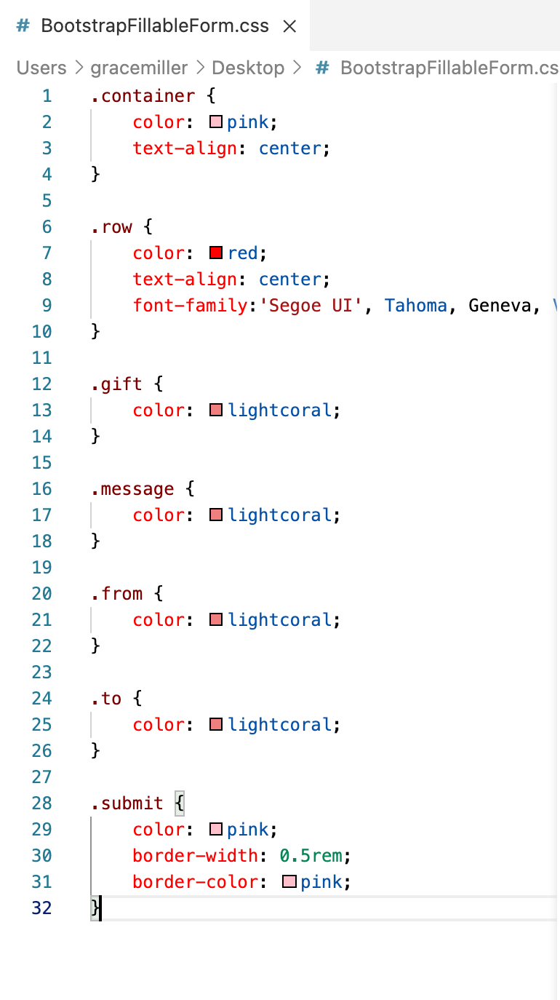 # BootstrapFillableForm.css ×
Users > gracemiller > Desktop > # BootstrapFillableForm.cs
1 .container {
2     color: pink;
3     text-align: center;
4 }
5
6 .row {
7     color: red;
8     text-align: center;
9     font-family:'Segoe UI', Tahoma, Geneva,
10 }
11
12 .gift {
13     color: lightcoral;
14 }
15
16 .message {
17     color: lightcoral;
18 }
19
20 .from {
21     color: lightcoral;
22 }
23
24 .to {
25     color: lightcoral;
26 }
27
28 .submit {
29     color: pink;
30     border-width: 0.5rem;
31     border-color: pink;
32 }